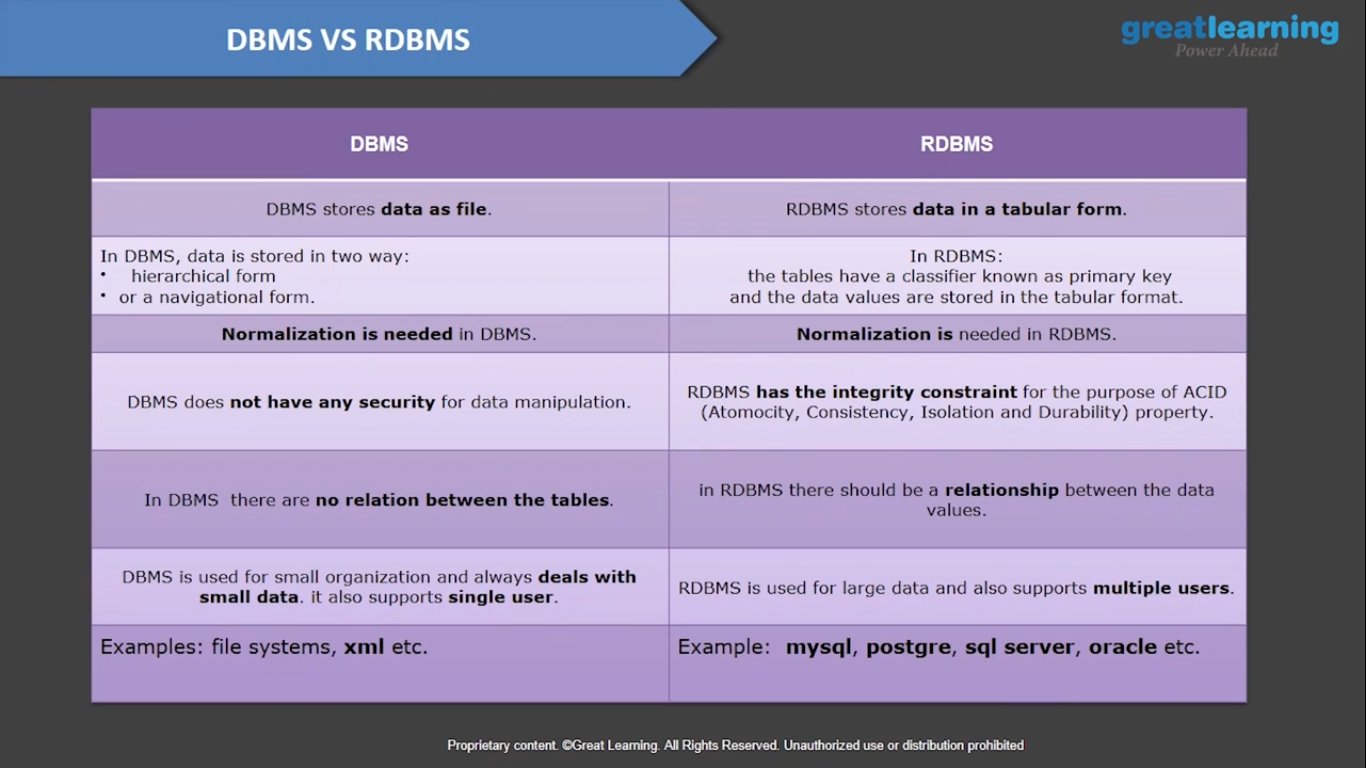 DBMS VS RDBMS
greatlearning
Power Ahead
DBMS
RDBMS
DBMS stores data as file.
RDBMS stores data in a tabular form.
In DBMS, data is stored in two way:
• hierarchical form
• or a navigational form.
In RDBMS:
the tables have a classifier known as primary key
and the data values are stored in the tabular format.
Normalization is needed in DBMS.
Normalization is needed in RDBMS.
DBMS does not have any security for data manipulation.
RDBMS has the integrity constraint for the purpose of ACID
(Atomocity, Consistency, Isolation and Durability) property.
In DBMS there are no relation between the tables.
in RDBMS there should be a relationship between the data
values.
DBMS is used for small organization and always deals with
small data. it also supports single user.
RDBMS is used for large data and also supports multiple users.
Examples: file systems, xml etc.
Example: mysql, postgre, sql server, oracle etc.
Proprietary content. ©Great Learning. All Rights Reserved. Unauthorized use or distribution prohibited